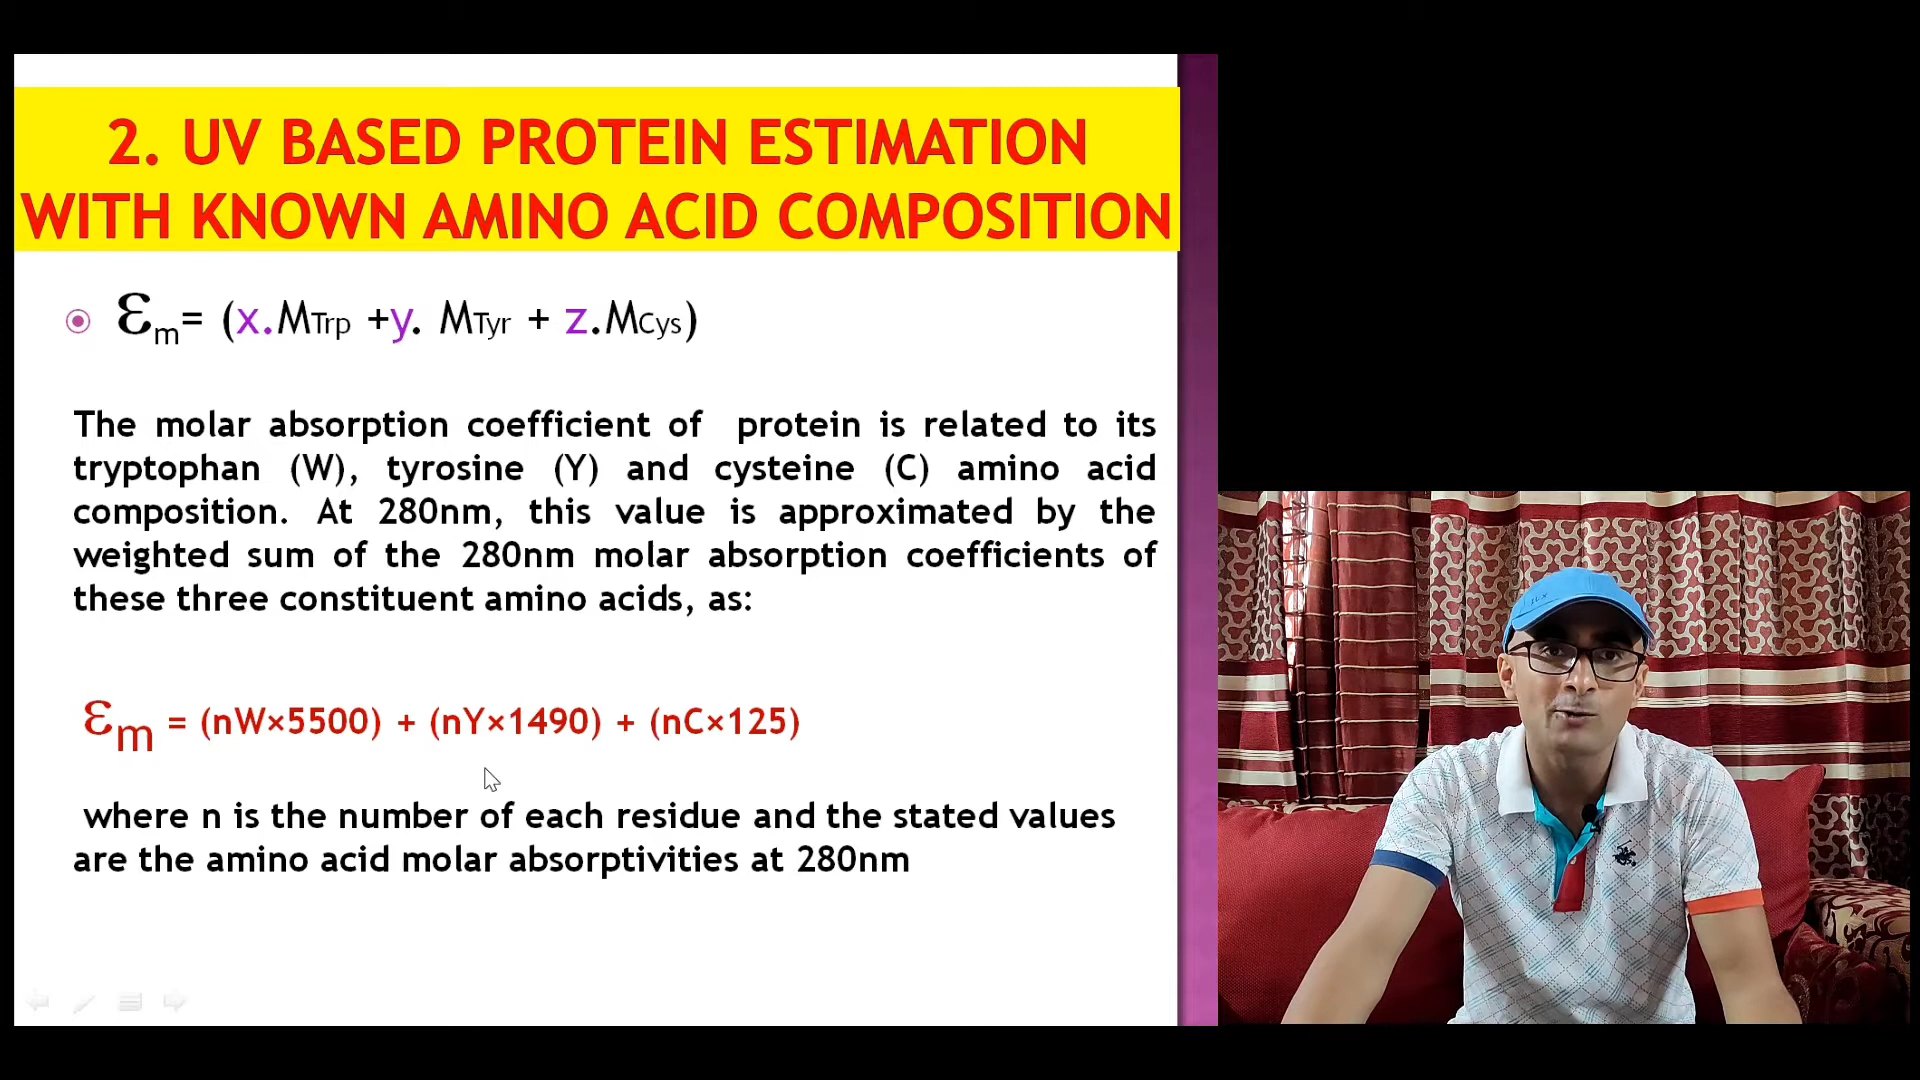 2. UV BASED PROTEIN ESTIMATION
WITH KNOWN AMINO ACID COMPOSITION
εm= (x.MTrp +y. MTyr + z.MCys)
The molar absorption coefficient of protein is related to its
tryptophan (W), tyrosine (Y) and cysteine (C) amino acid
composition. At 280nm, this value is approximated by the
weighted sum of the 280nm molar absorption coefficients of
these three constituent amino acids, as:
εm = (nW×5500) + (nY×1490) + (nC×125)
where n is the number of each residue and the stated values
are the amino acid molar absorptivities at 280nm